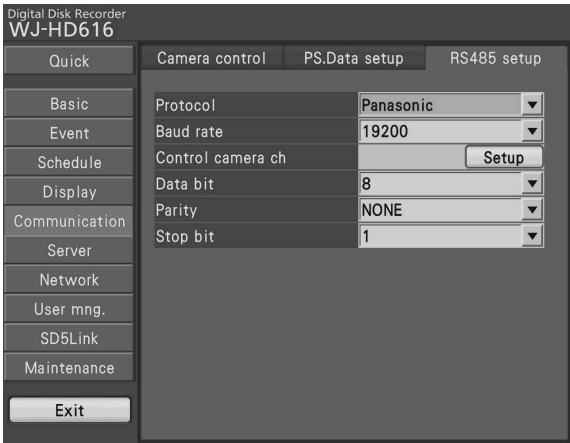 Digital Disk Recorder
WJ-HD616
Quick
Basic
Event
Schedule
Display
Communication
Server
Network
User mng.
SD5Link
Maintenance
Exit
Camera control PS.Data setup RS485 setup
Protocol Panasonic
Baud rate 19200
Control camera ch Setup
Data bit 8
Parity NONE
Stop bit 1